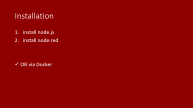 Installation
1. install node.js
2. install node.red
✓ OR via Docker